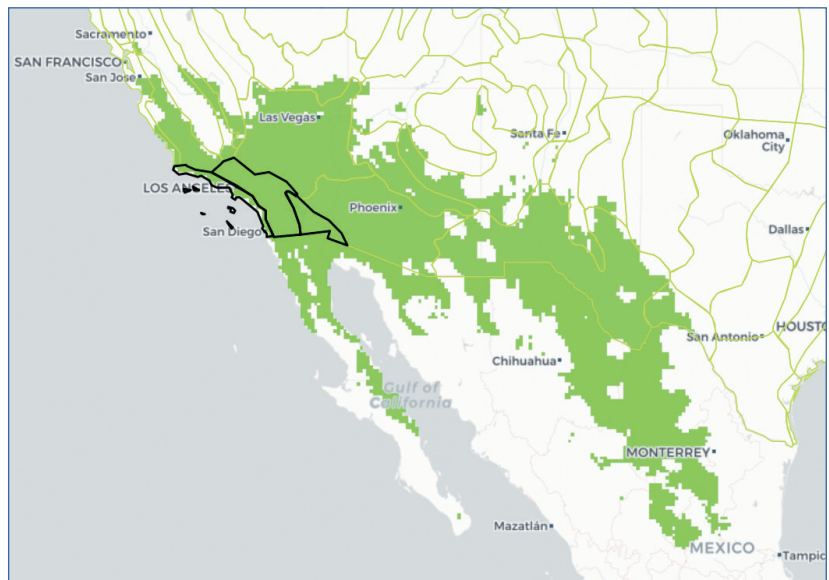 Sacramento
SAN FRANCISCO
San Jose
Las Vegas
Santa Fe
Oklahoma
City
LOS ANGELES
Phoenix
San Diego
Dallas
San Antonio
HOUSTO
Chihuahua
Gulf of
California
MONTERREY
Mazatlán
MEXICO
Tampic